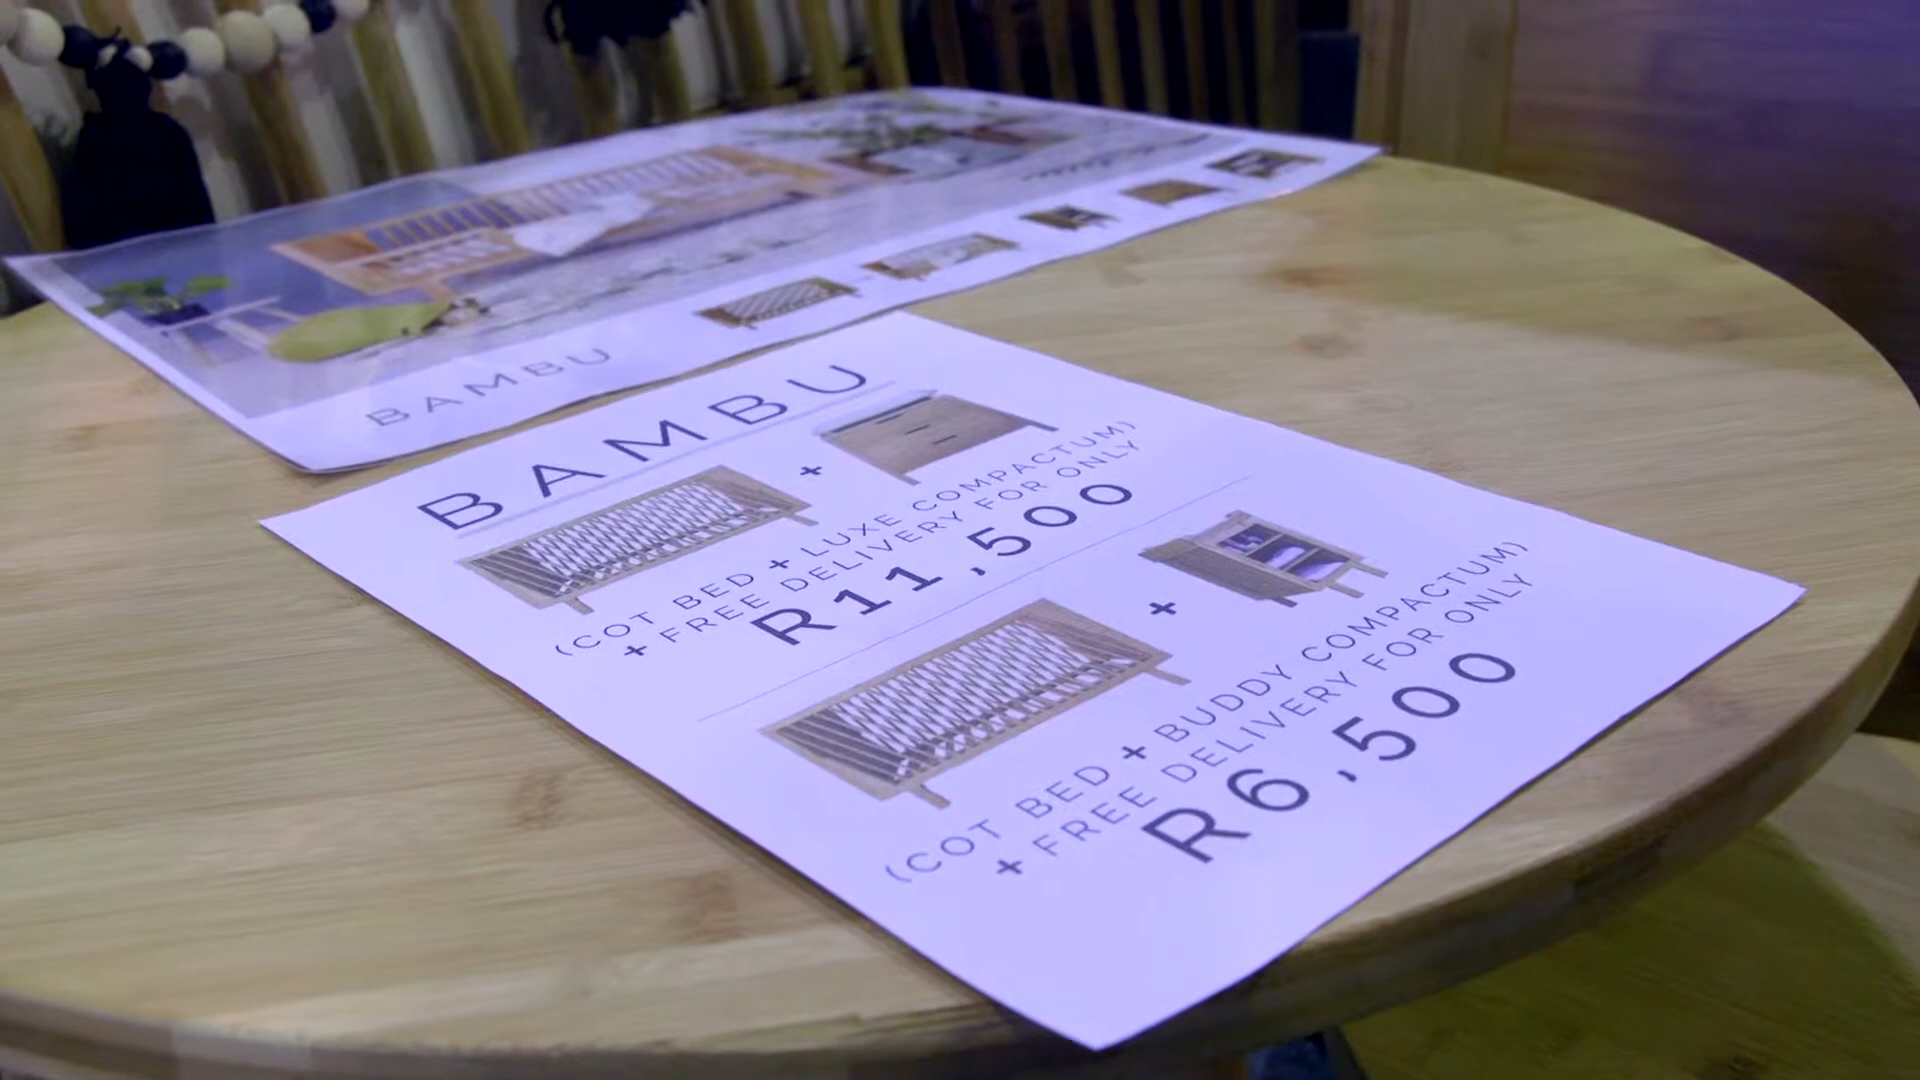 BAMBU
BAMBU
+
(COT BED + LUXE COMPACTUM)
+ FREE DELIVERY FOR ONLY
R11,500
+
(COT BED + BUDDY COMPACTUM)
+ FREE DELIVERY FOR ONLY
R6,500